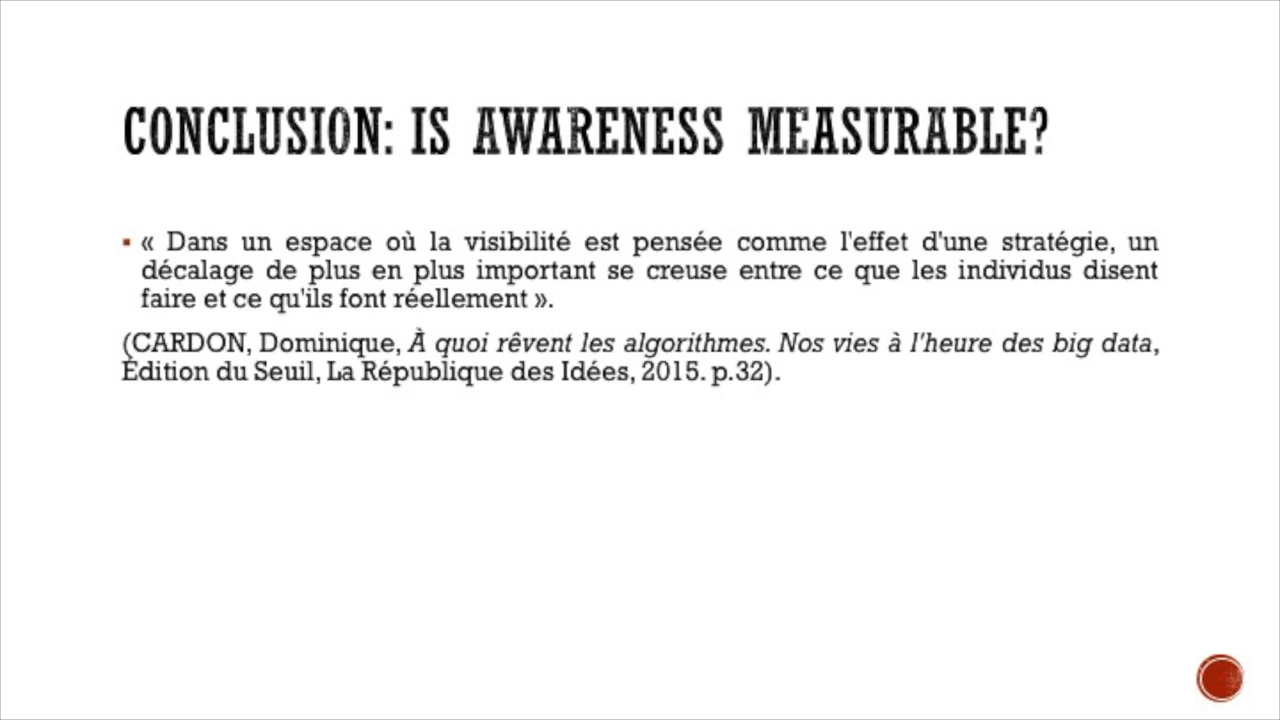 CONCLUSION: IS AWARENESS MEASURABLE?
▪ « Dans un espace où la visibilité est pensée comme l'effet d'une stratégie, un
décalage de plus en plus important se creuse entre ce que les individus disent
faire et ce qu'ils font réellement ».
(CARDON, Dominique, À quoi rêvent les algorithmes. Nos vies à l'heure des big data,
Édition du Seuil, La République des Idées, 2015. p.32).